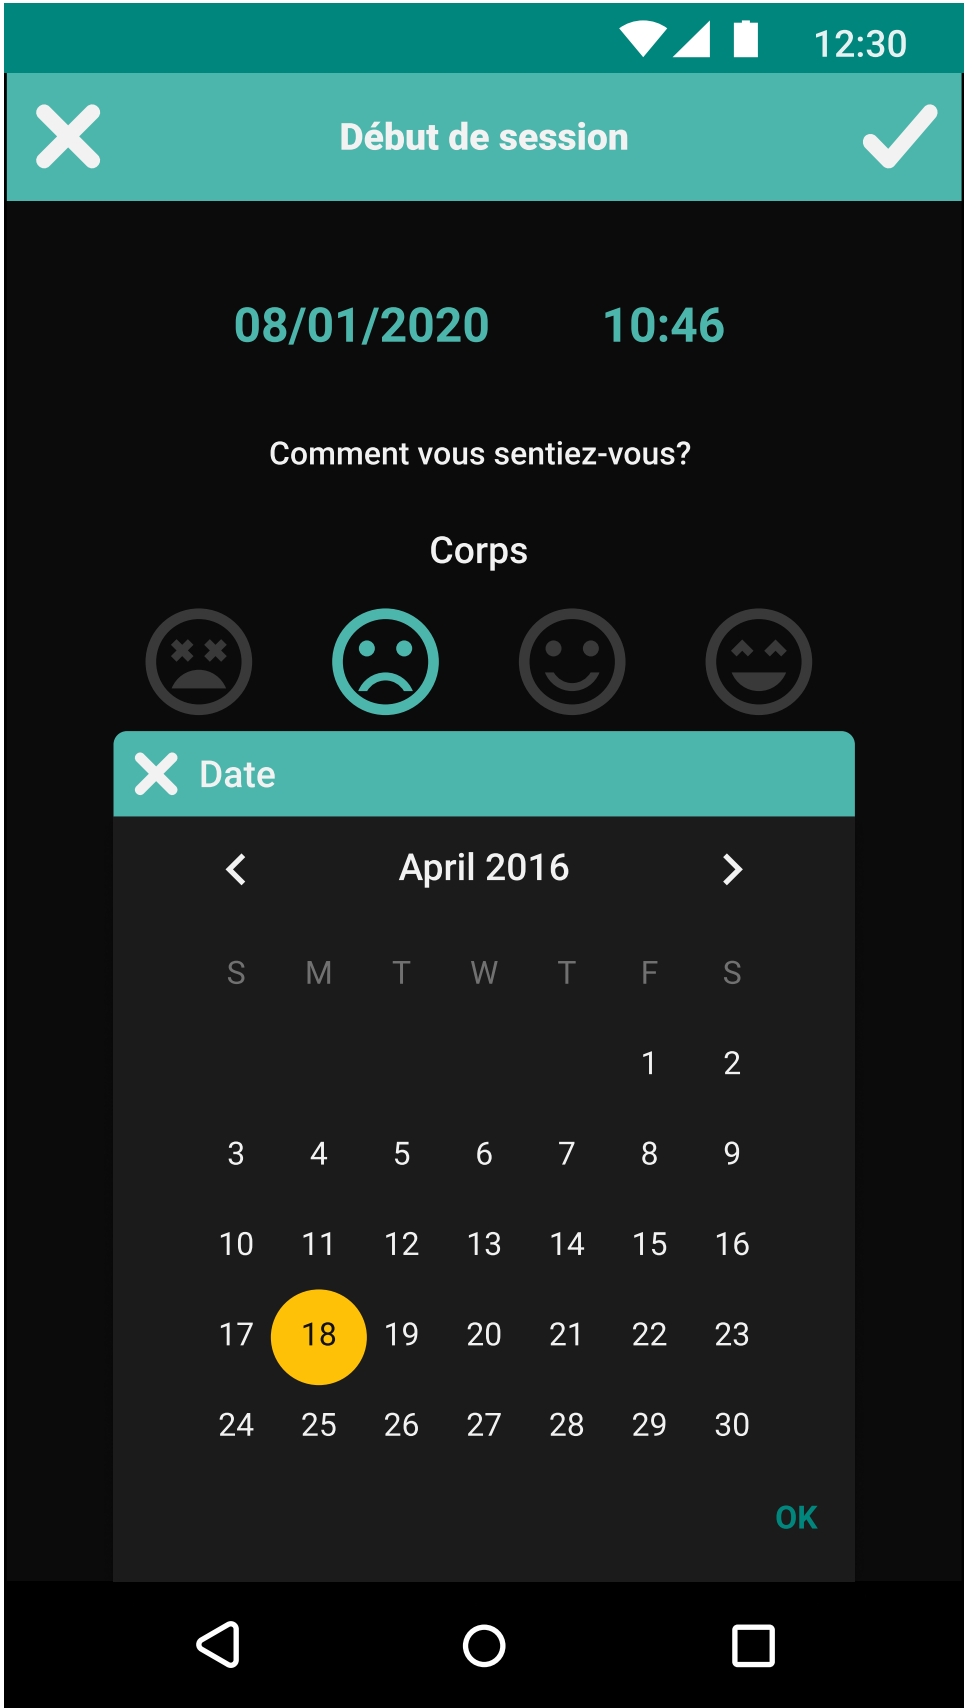 12:30
Début de session
08/01/2020 10:46
Comment vous sentiez-vous?
Corps
Date
April 2016
S M T W T F S
1 2
3 4 5 6 7 8 9
10 11 12 13 14 15 16
17 18 19 20 21 22 23
24 25 26 27 28 29 30
OK